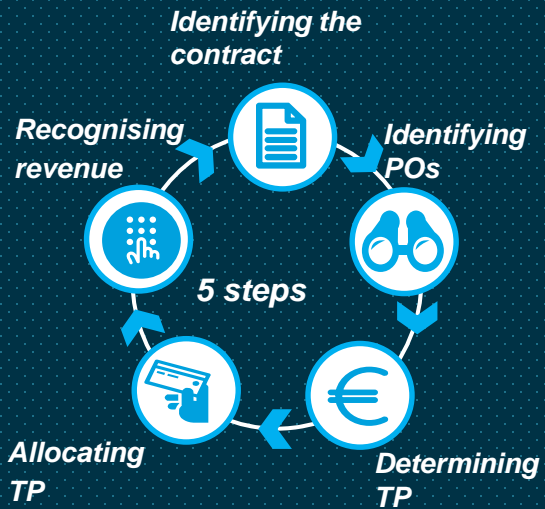 Identifying the
contract
Identifying
POs
Determining
TP
Allocating
TP
Recognising
revenue
5 steps